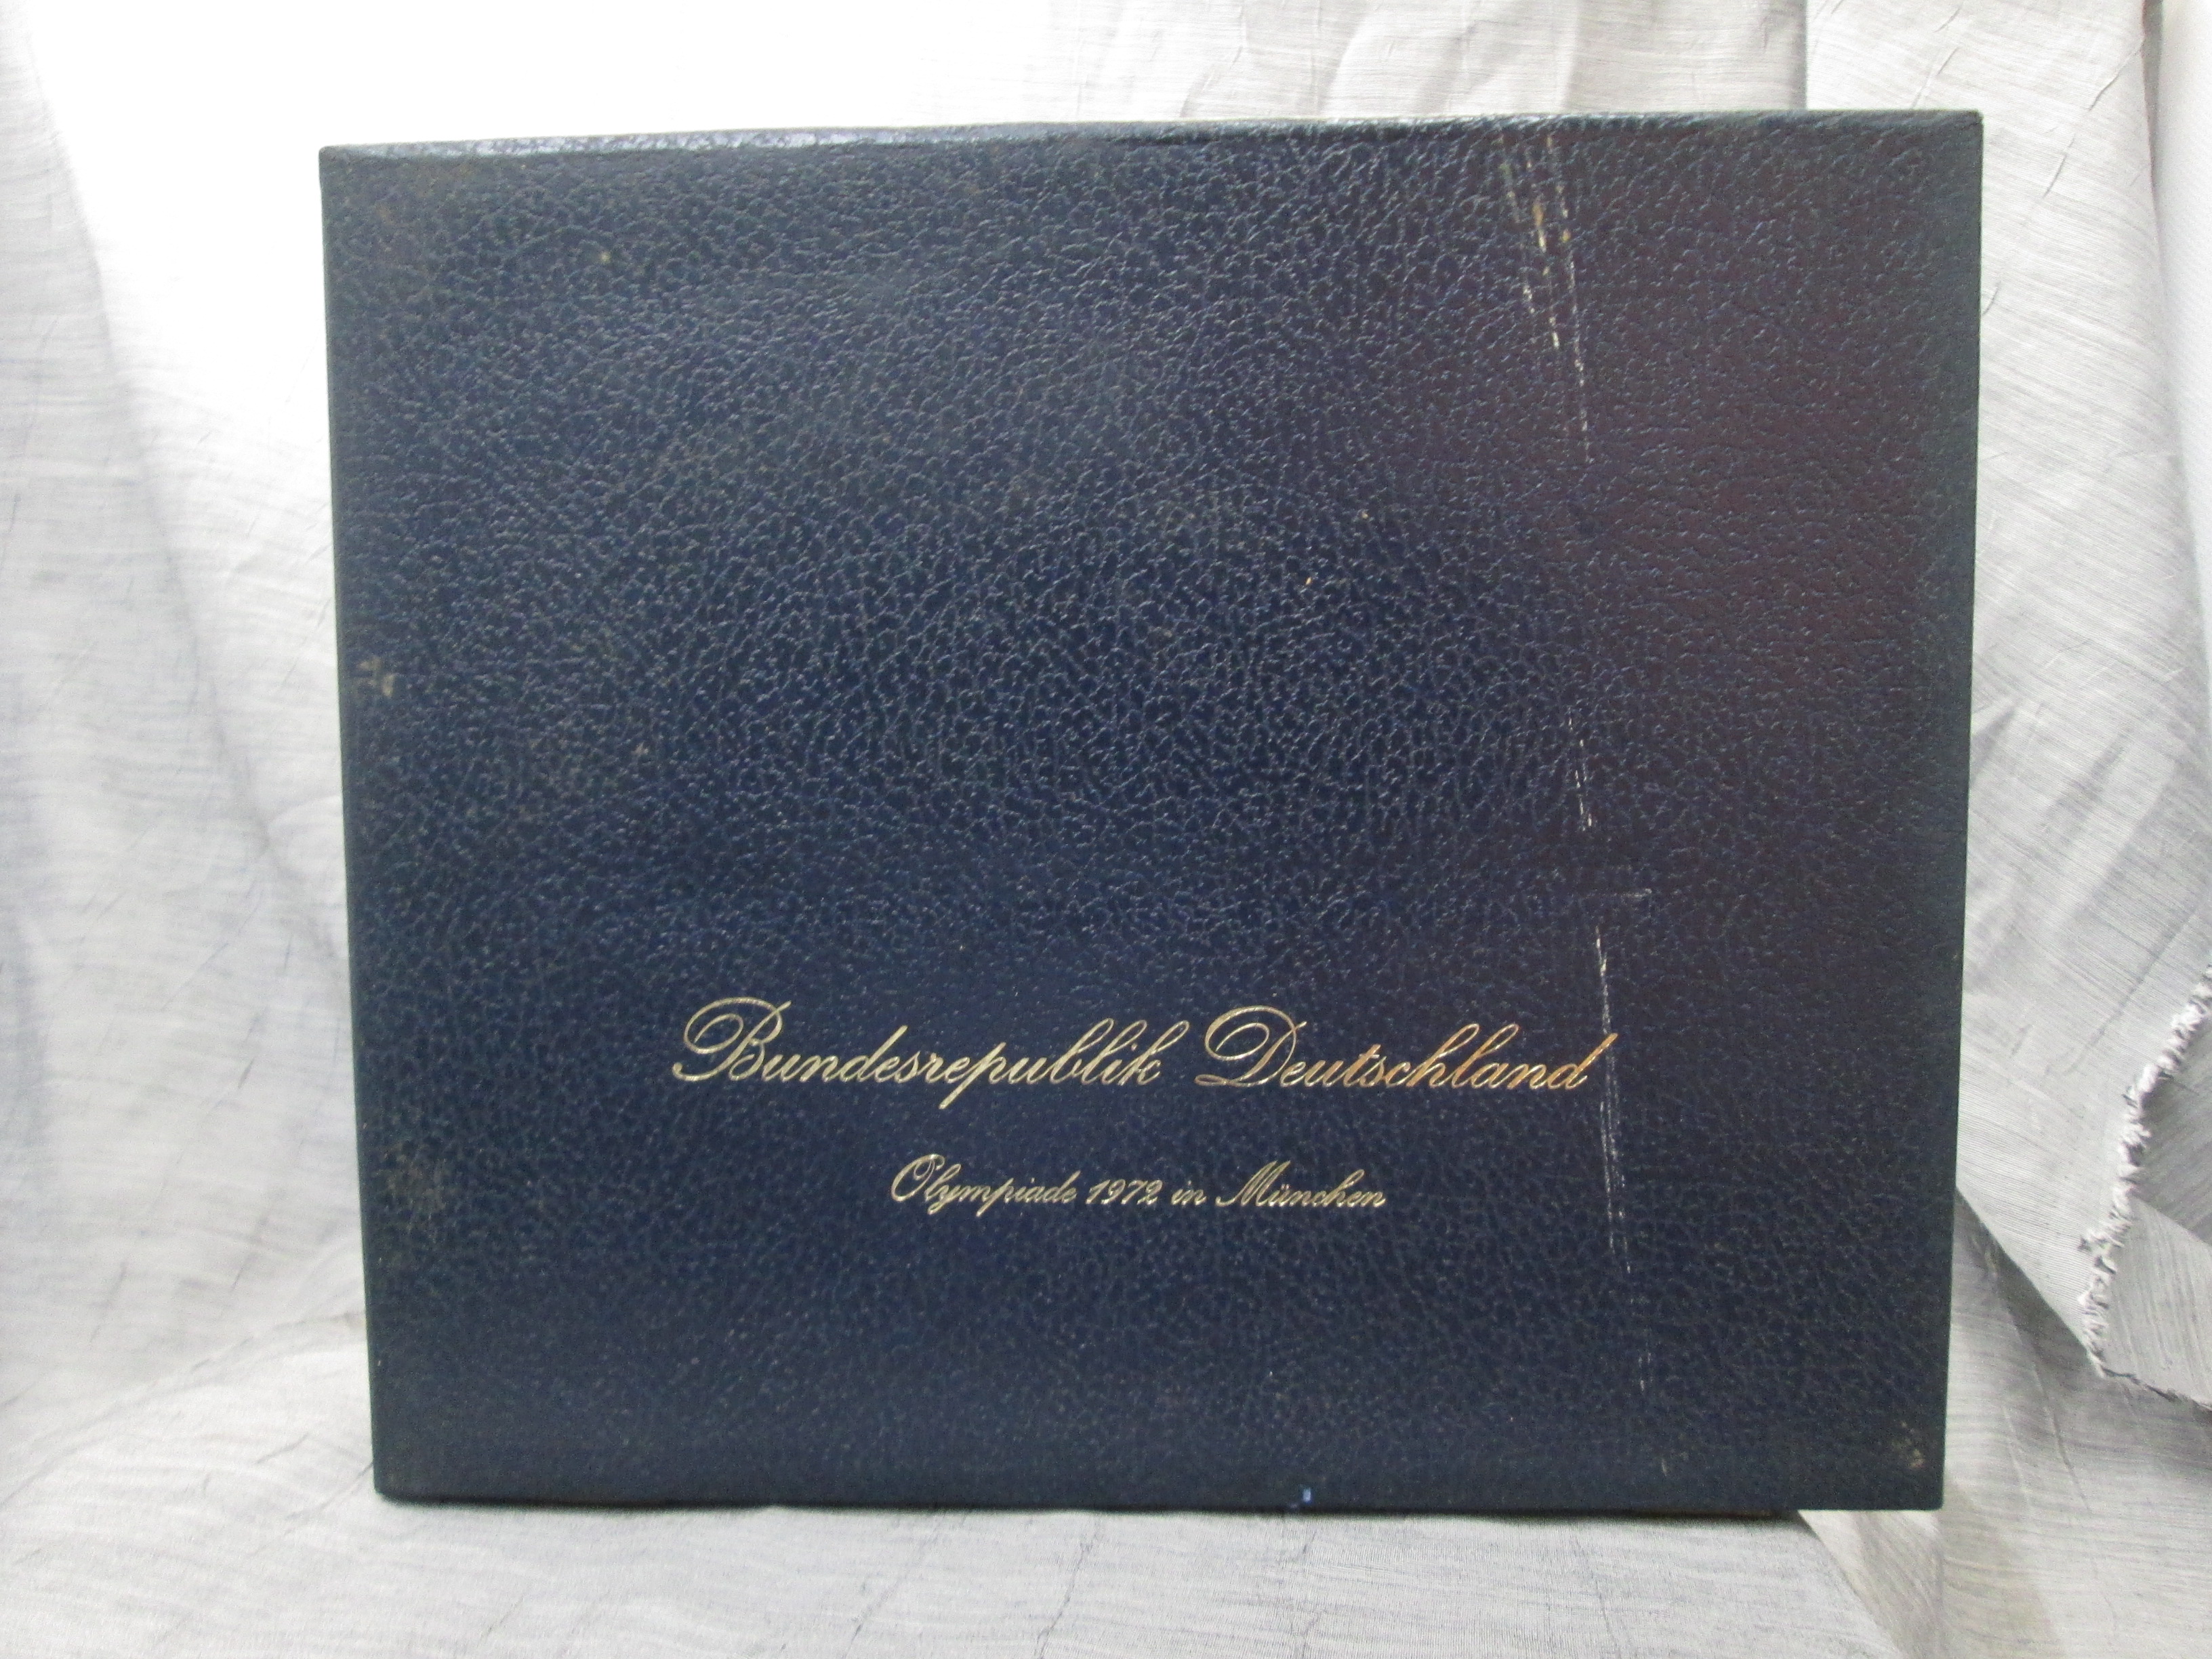 Bundesrepublik Deutschland
Olympiade 1972 in München